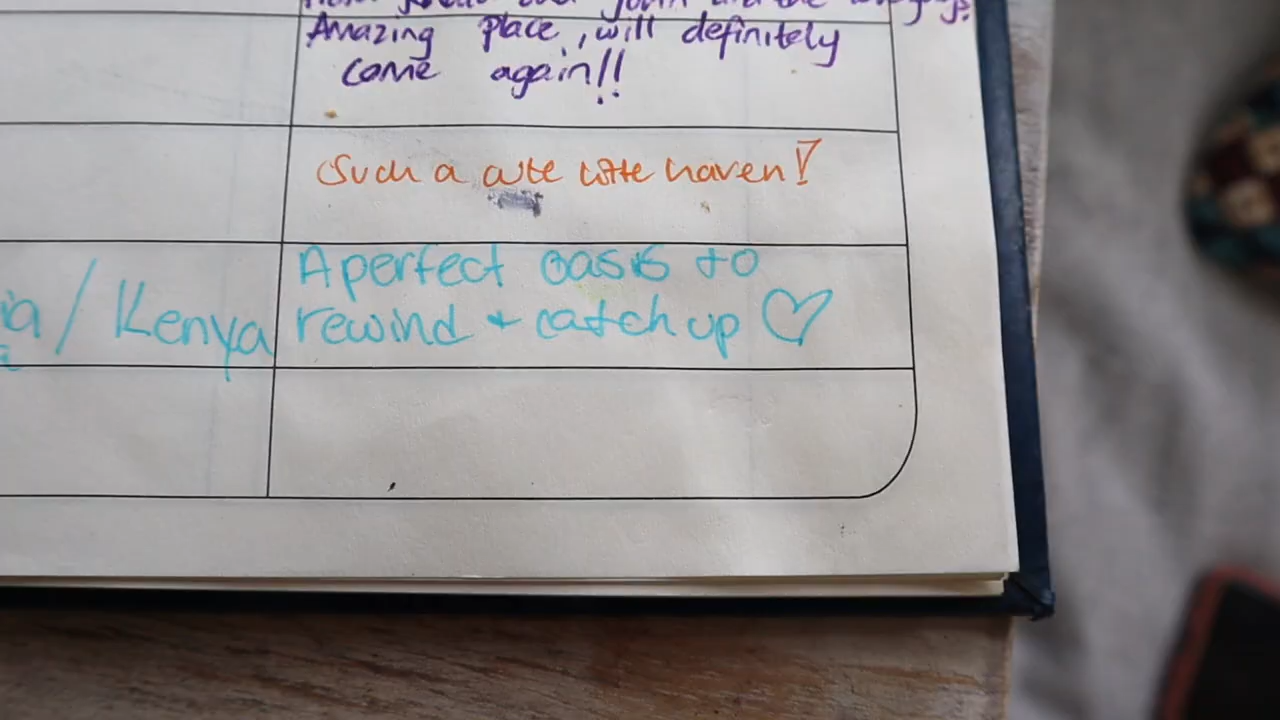 Amazing place, will definitely
come again!!
Such a cute little haven!
A perfect oasis to
/ Kenya
rewind + catch up ♡